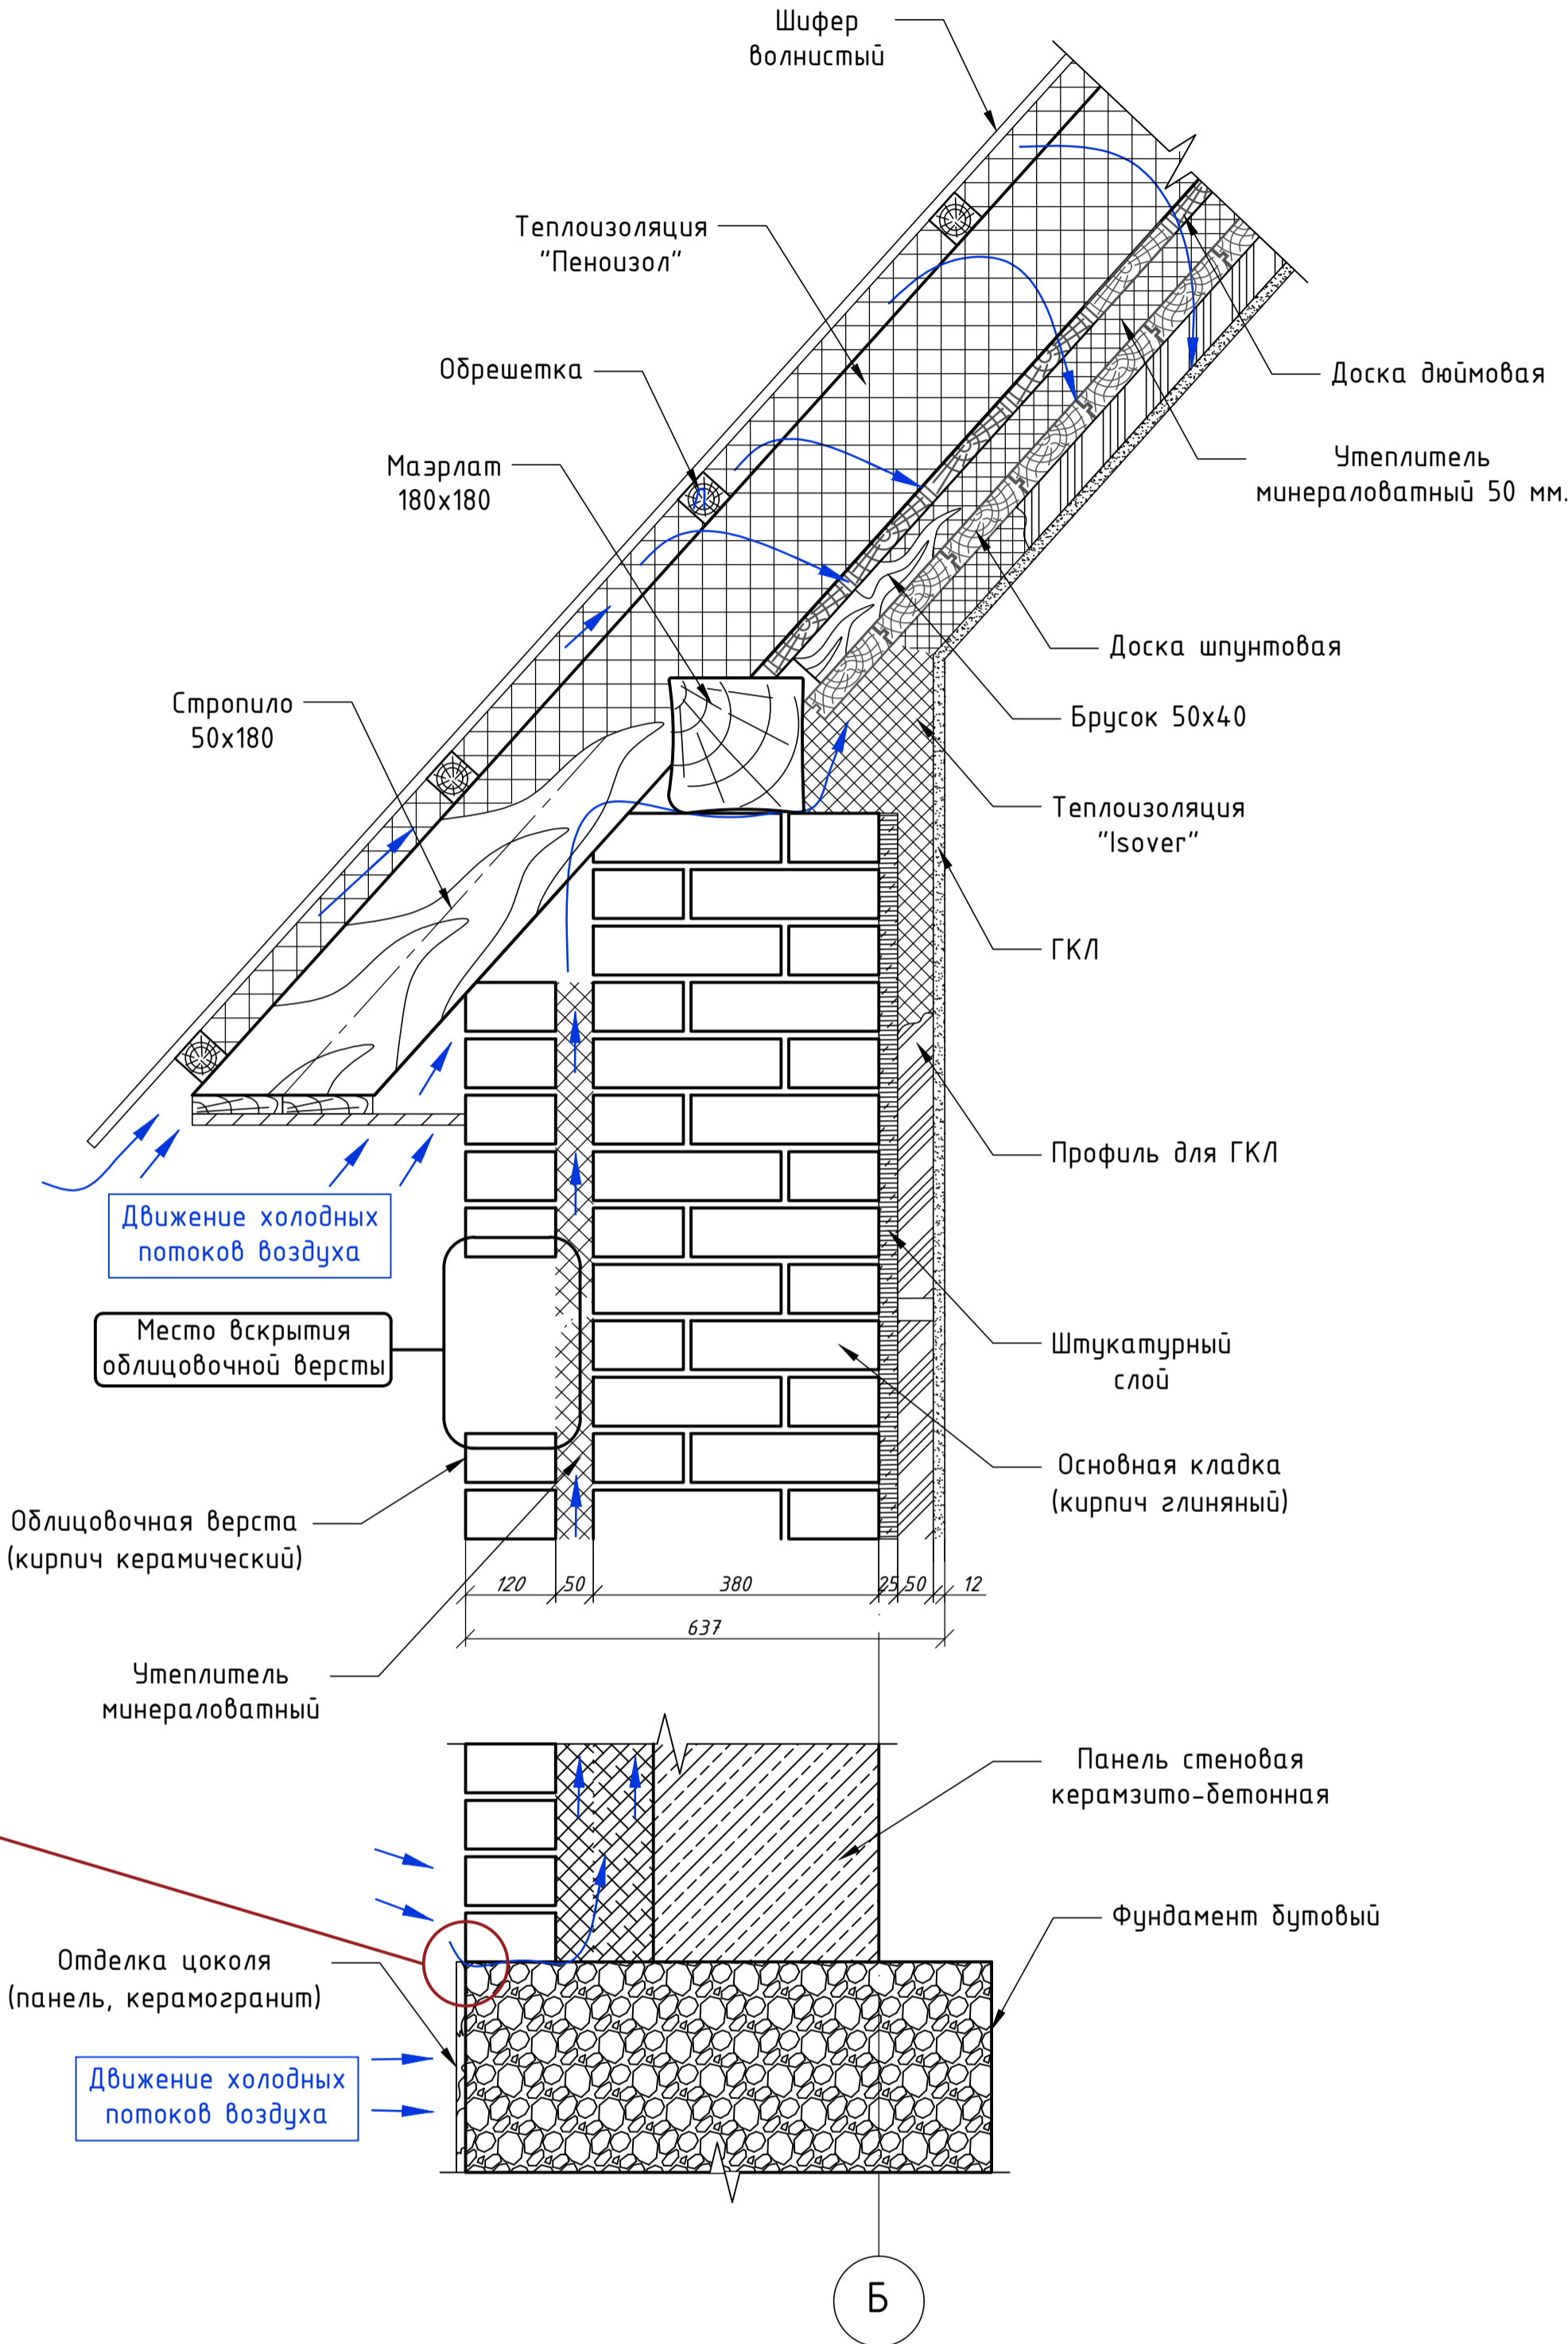 Шифер
волнистый
Теплоизоляция
"Пеноизол"
Обрешетка
Доска дюймовая
Маэрлат
180х180
Утеплитель
минераловатный 50 мм.
Доска шпунтовая
Стропило
50х180
Брусок 50х40
Теплоизоляция
"Isover"
ГКЛ
Профиль для ГКЛ
Движение холодных
потоков воздуха
Место вскрытия
облицовочной версты
Штукатурный
слой
Основная кладка
(кирпич глиняный)
Облицовочная верста
(кирпич керамический)
120 50 380 25 50 12
637
Утеплитель
минераловатный
Панель стеновая
керамзито-бетонная
Фундамент бутовый
Отделка цоколя
(панель, керамогранит)
Движение холодных
потоков воздуха
Б